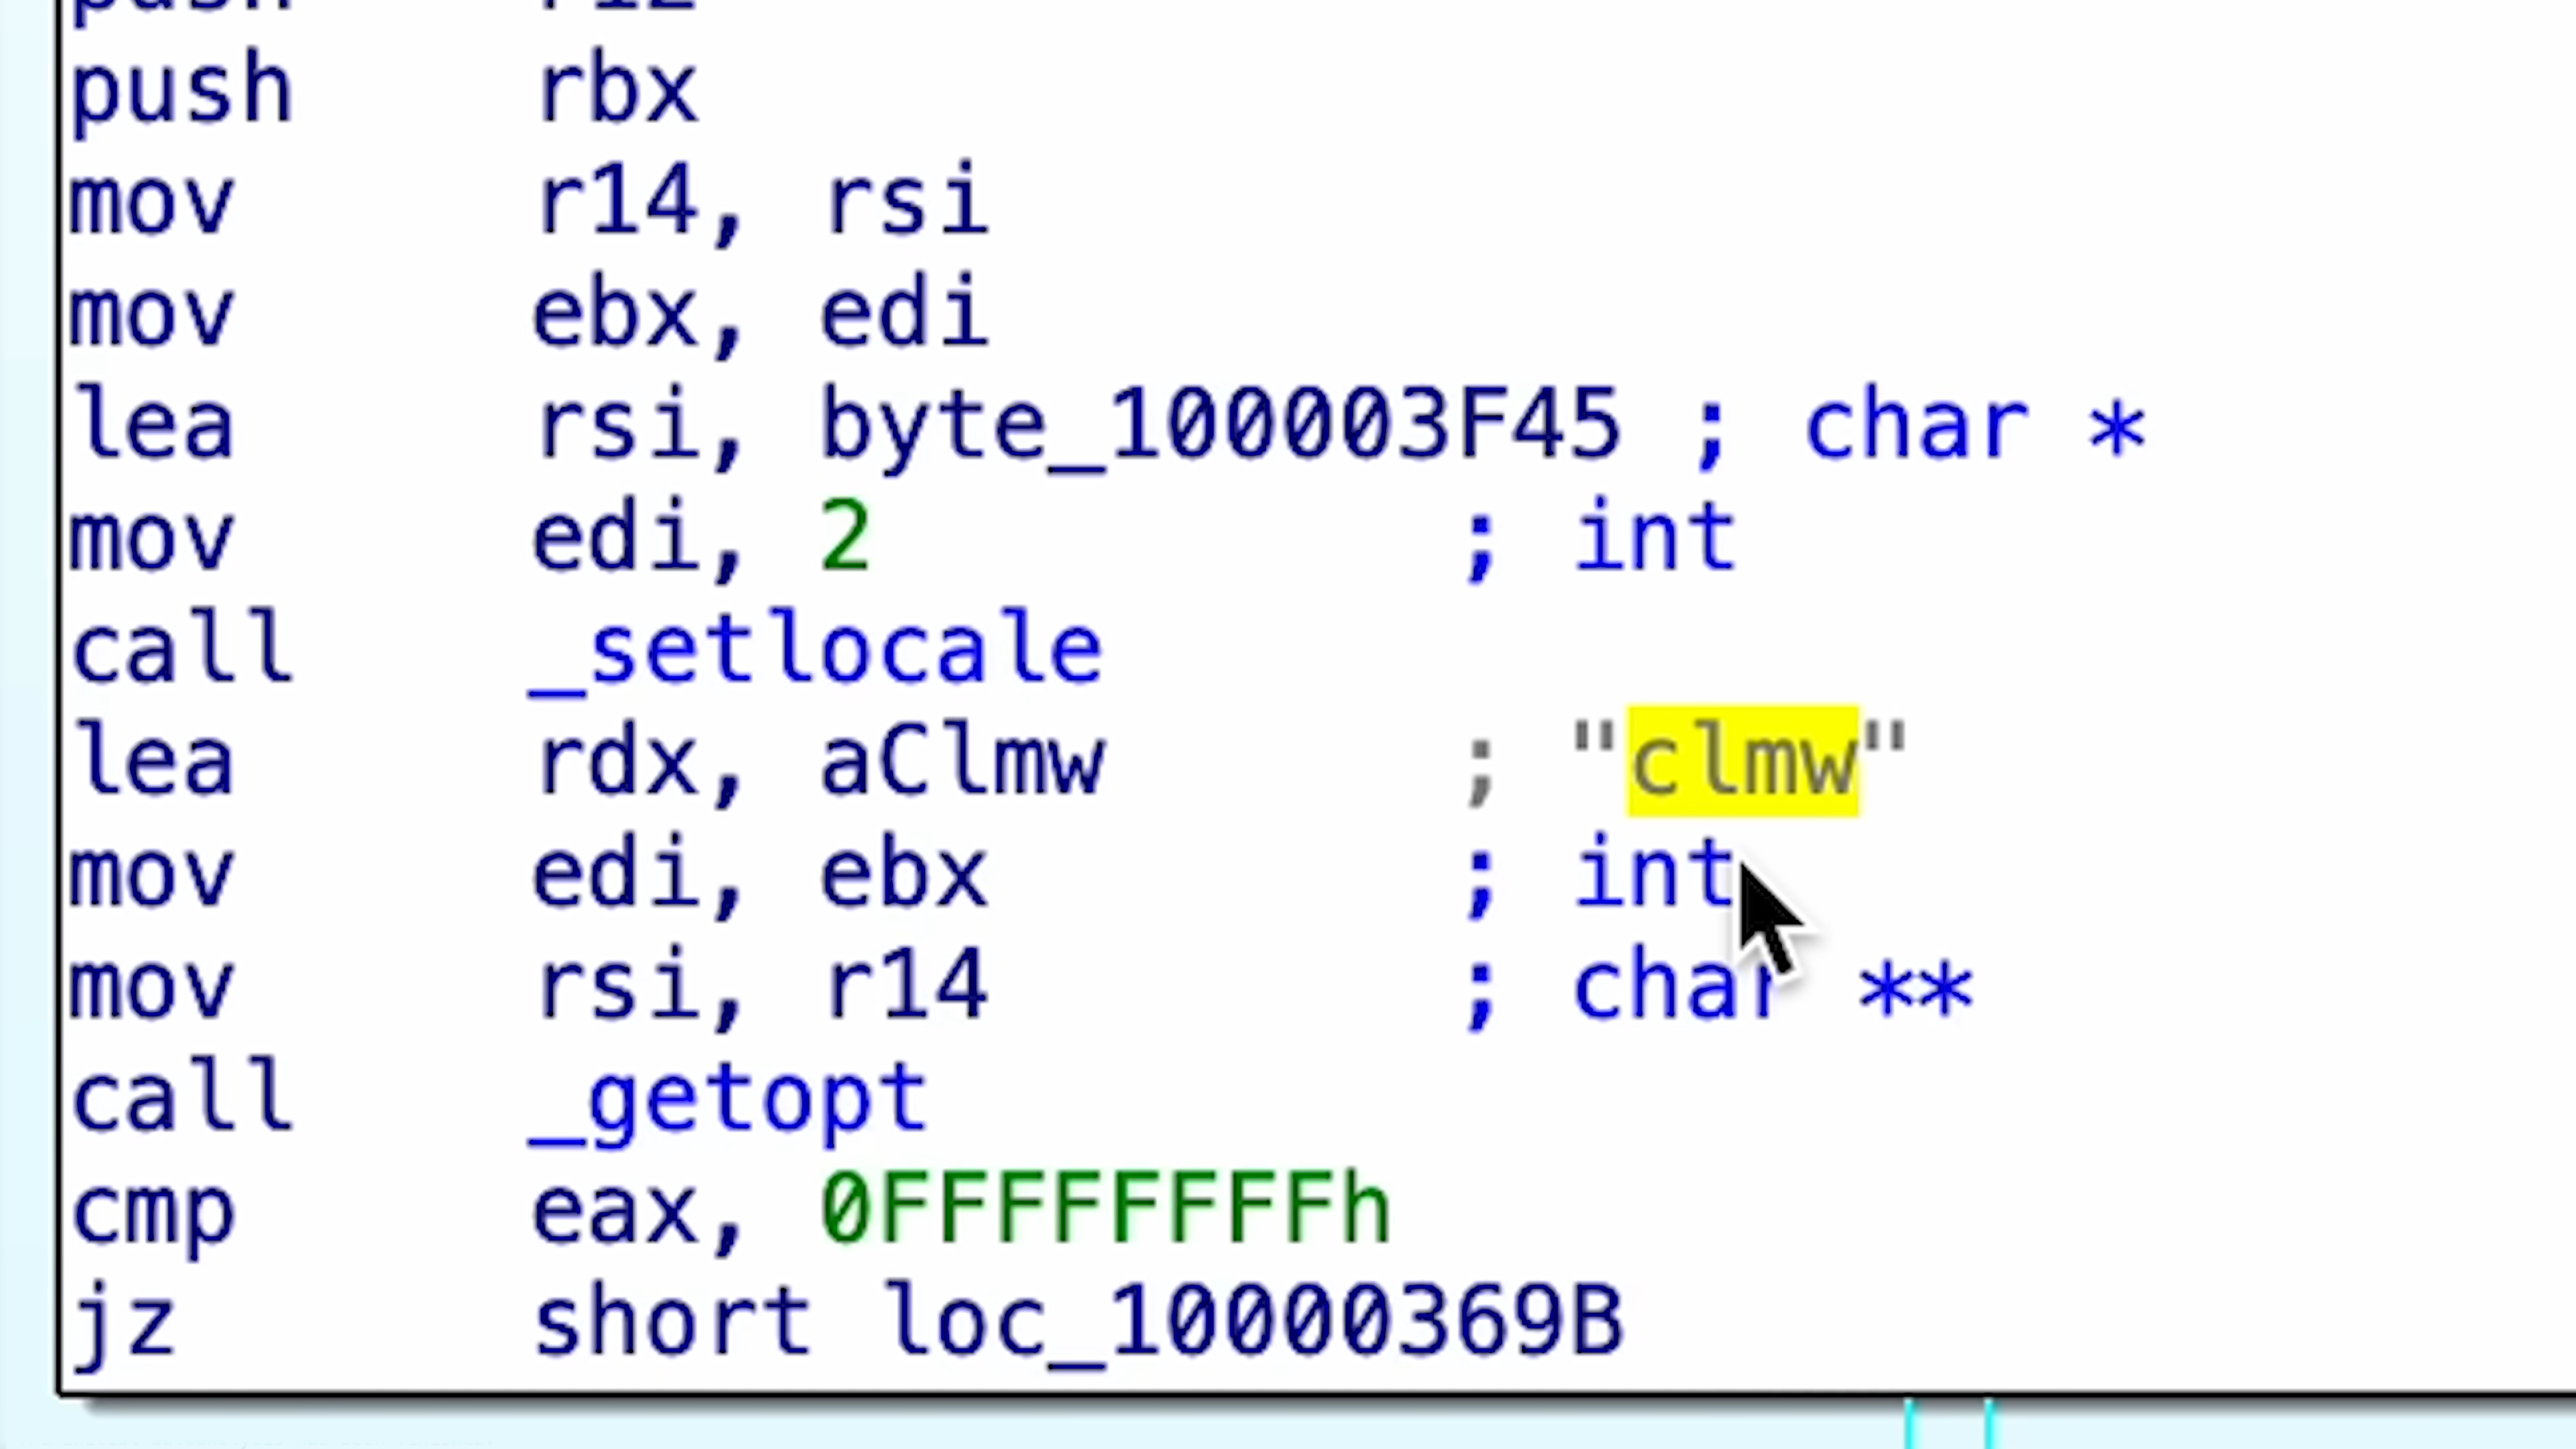 push rbx
mov r14, rsi
mov ebx, edi
lea rsi, byte_100003F45 ; char *
mov edi, 2 ; int
call _setlocale
lea rdx, aClmw ; "clmw"
mov edi, ebx ; int
mov rsi, r14 ; char **
call _getopt
cmp eax, 0FFFFFFFFh
jz short loc_10000369B